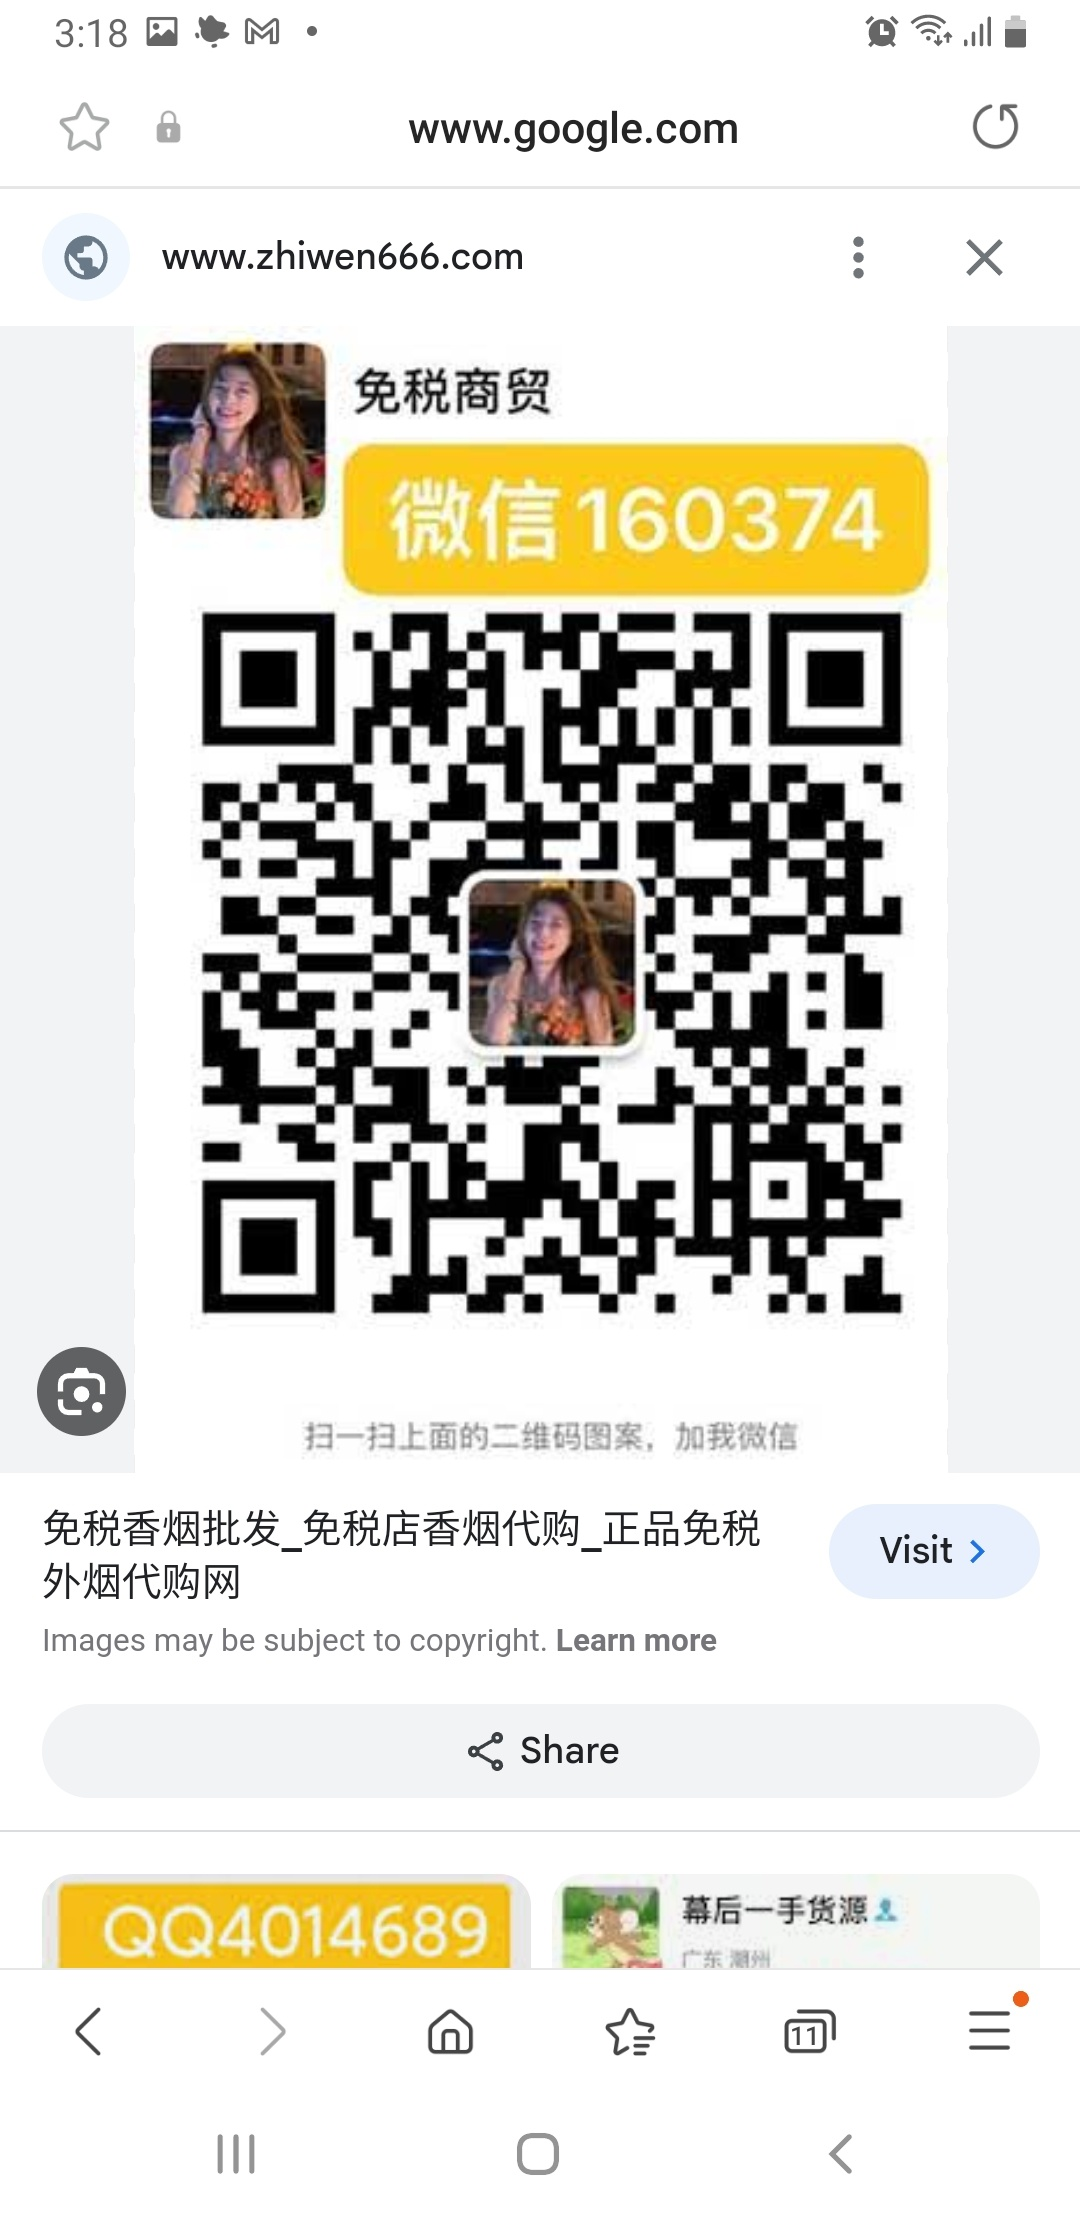 3:18
www.google.com
www.zhiwen666.com
免税商贸
微信160374
扫一扫上面的二维码图案，加我微信
免税香烟批发_免税店香烟代购_正品免税
外烟代购网
Visit
Images may be subject to copyright. Learn more
Share
QQ4014689
幕后一手货源
广东 潮州
11